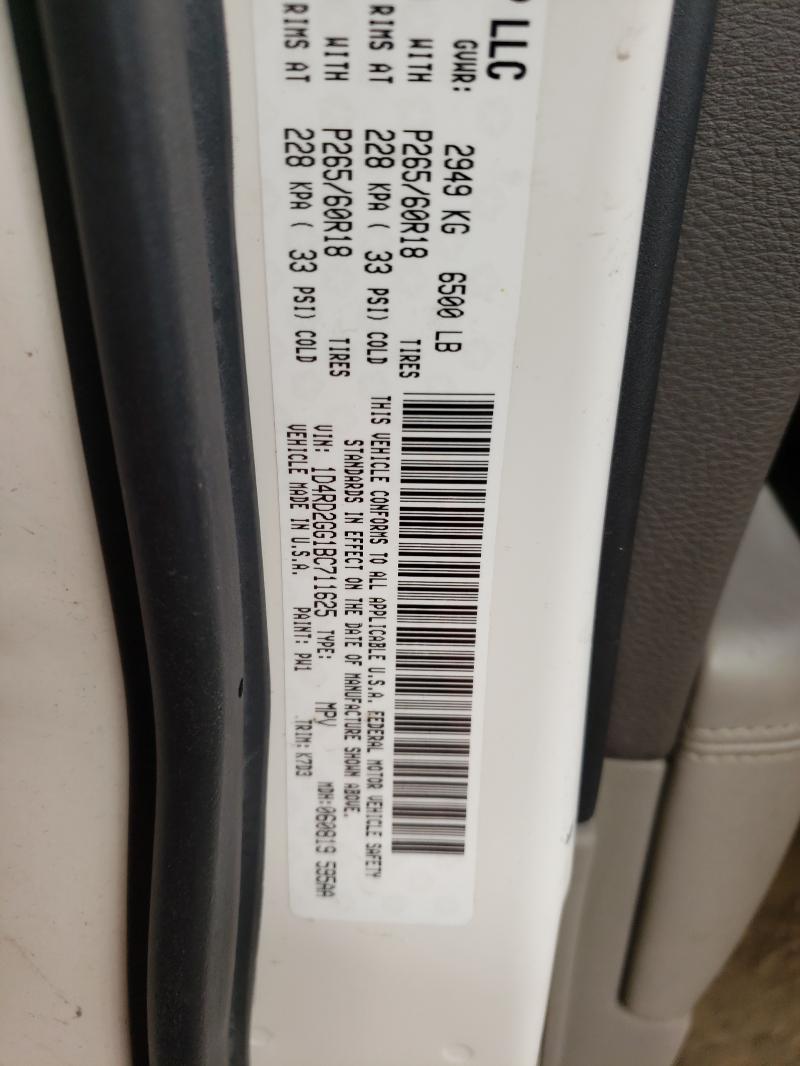 LLC
GVWR: 2949 KG 6500 LB
WITH P265/60R18 TIRES
RIMS AT 228 KPA ( 33 PSI) COLD
WITH P265/60R18 TIRES
RIMS AT 228 KPA ( 33 PSI) COLD
THIS VEHICLE CONFORMS TO ALL APPLICABLE U.S.A. FEDERAL MOTOR VEHICLE SAFETY
STANDARDS IN EFFECT ON THE DATE OF MANUFACTURE SHOWN ABOVE.
VIN: 1D4RD2GG1BC711625 TYPE: MPV MDH:060819 595AA
VEHICLE MADE IN U.S.A. PAINT: PW1 TRIM: K7D3